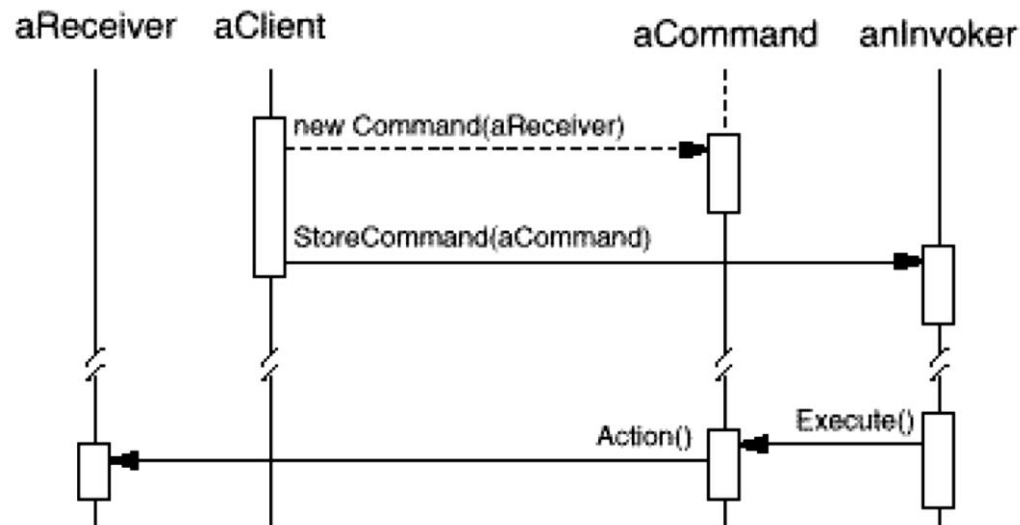 aReceiver
aClient
aCommand
anInvoker
new Command(aReceiver)
StoreCommand(aCommand)
Execute()
Action()